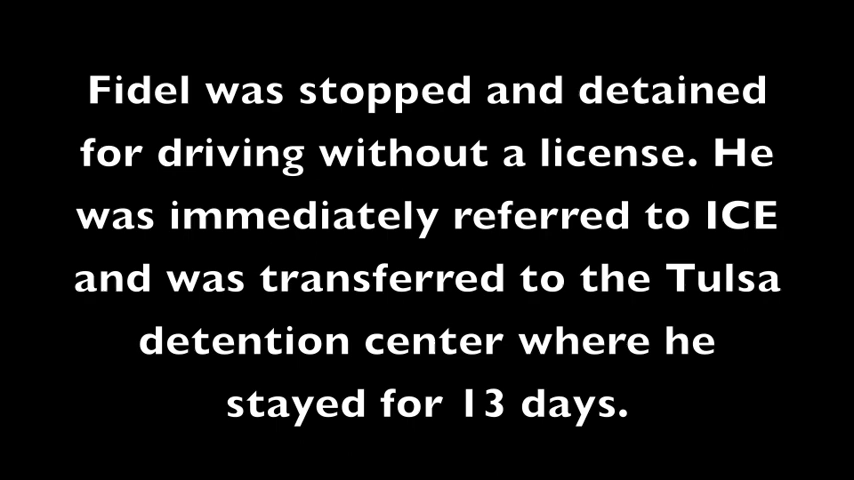 Fidel was stopped and detained
for driving without a license. He
was immediately referred to ICE
and was transferred to the Tulsa
detention center where he
stayed for 13 days.